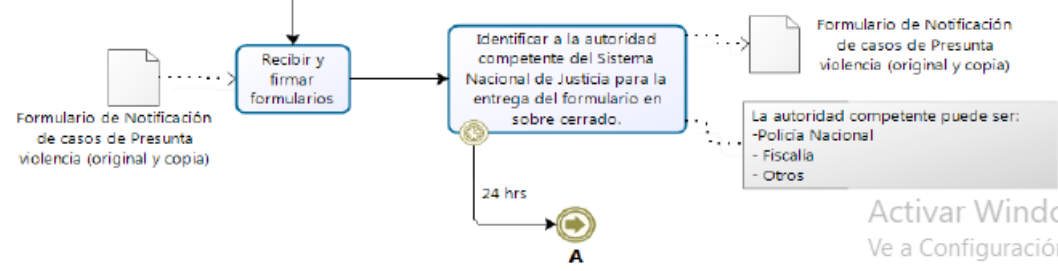 Formulario de Notificación
de casos de Presunta
violencia (original y copia)
Recibir y
firmar
formularios
Identificar a la autoridad
competente del Sistema
Nacional de Justicia para la
entrega del formulario en
sobre cerrado.
Formulario de Notificación
de casos de Presunta
violencia (original y copia)
La autoridad competente puede ser:
-Policía Nacional
- Fiscalía
- Otros
24 hrs
A
Activar Windo
Ve a Configuración